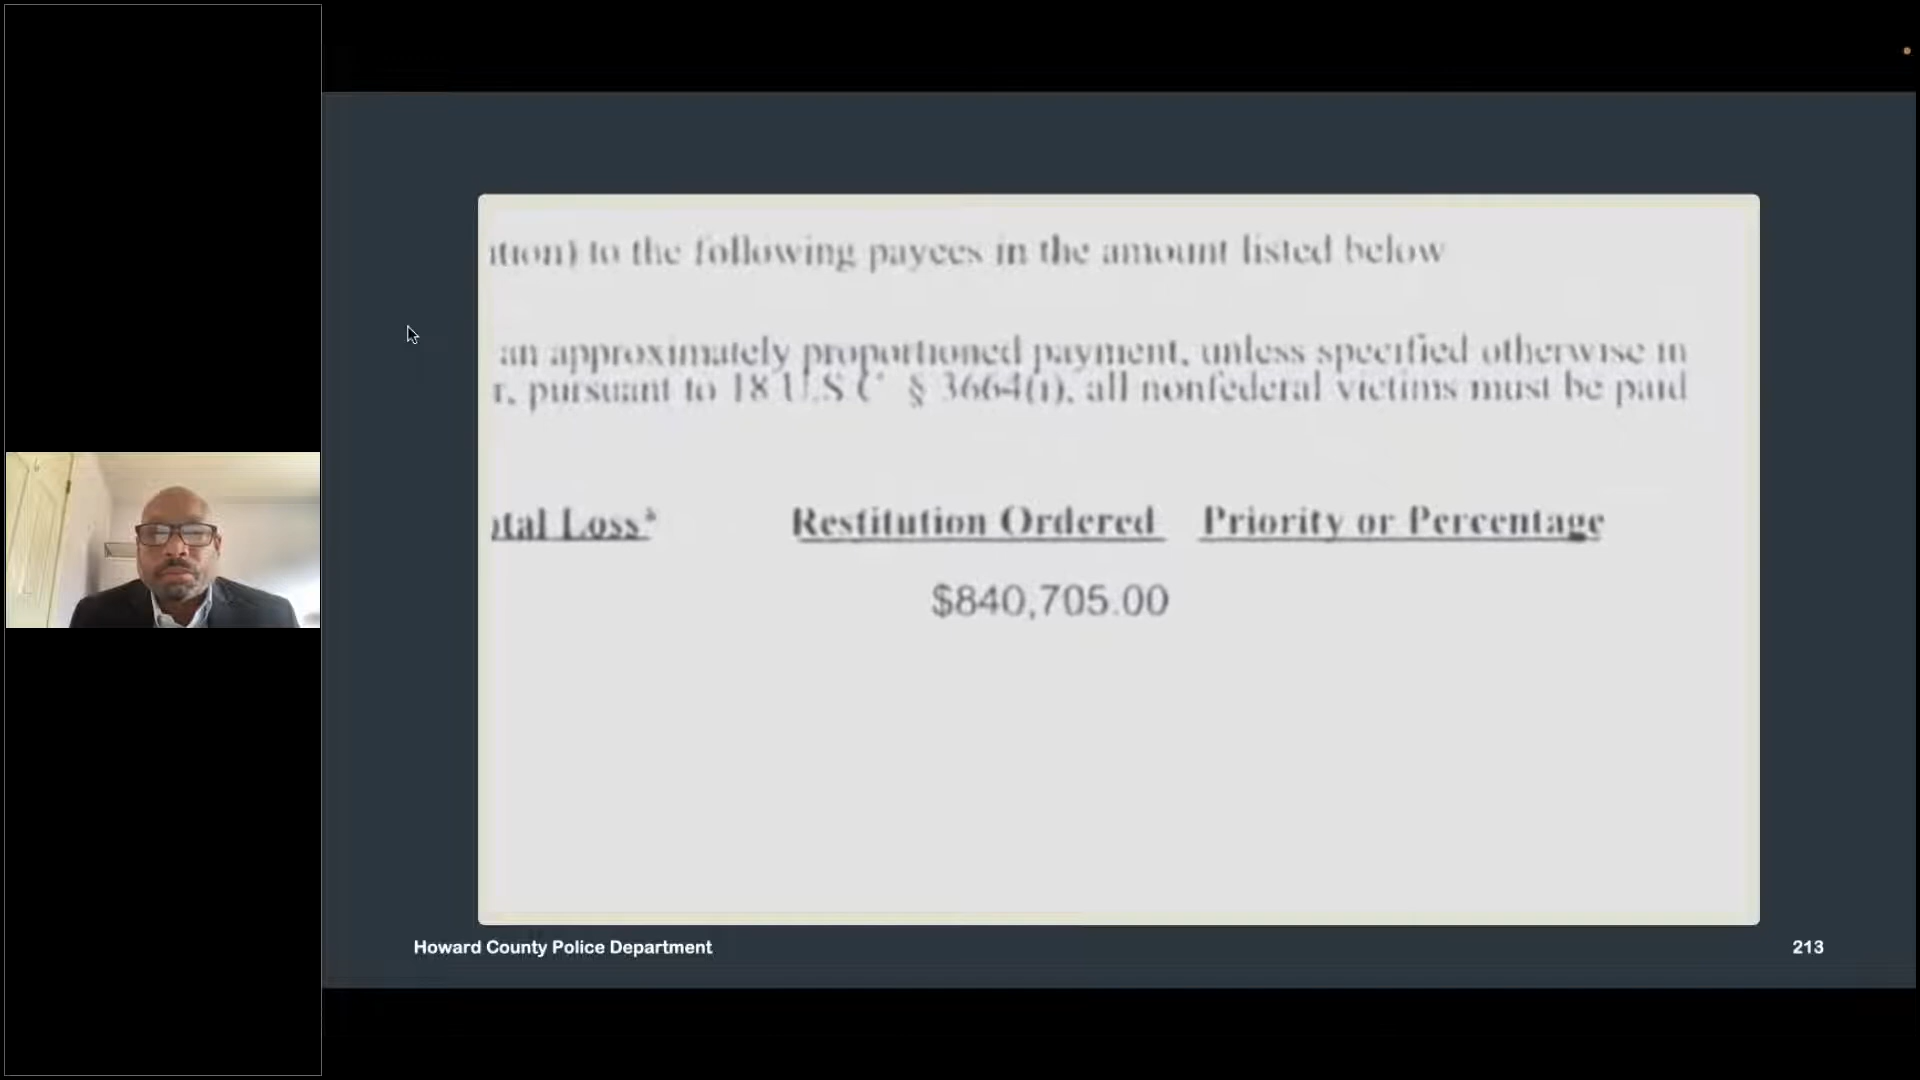 ition) to the following payees in the amount listed below
an approximately proportioned payment, unless specified otherwise in
r, pursuant to 18 U.S.C § 3664(i), all nonfederal victims must be paid
otal Loss* Restitution Ordered Priority or Percentage
$840,705.00
Howard County Police Department 213